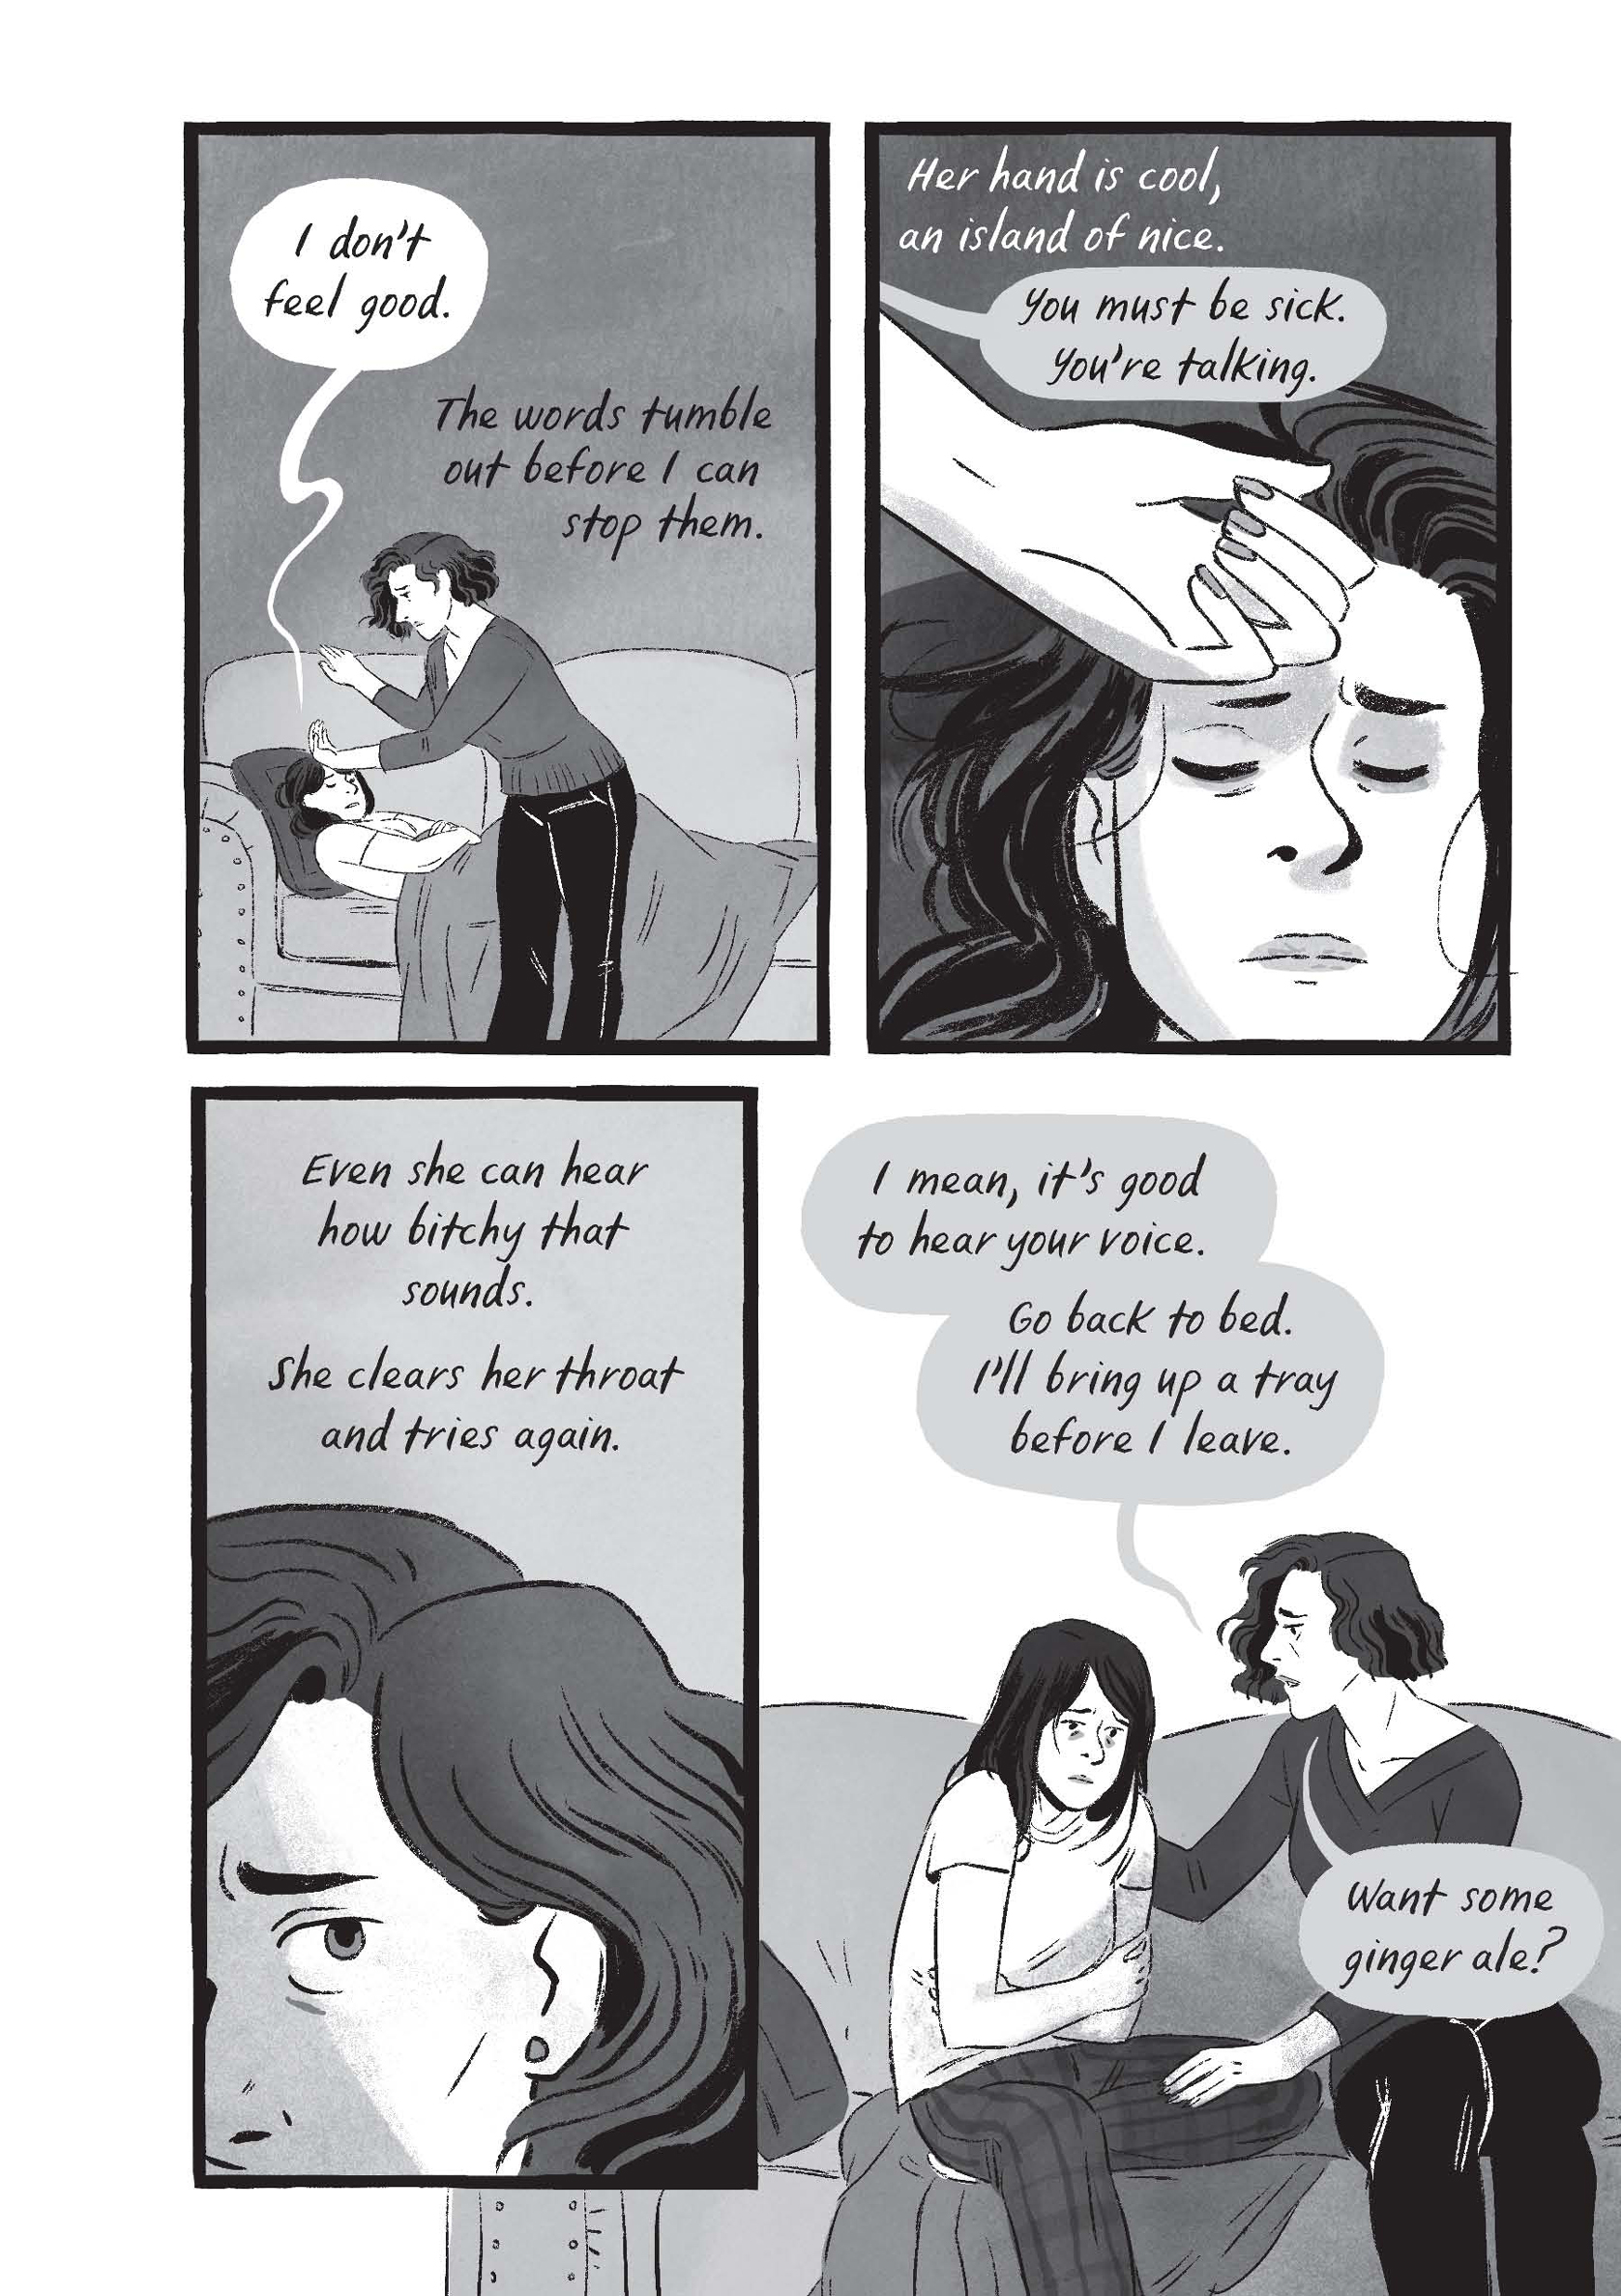 I don't
feel good.
The words tumble
out before I can
stop them.
Her hand is cool,
an island of nice.
You must be sick.
You're talking.
Even she can hear
how bitchy that
sounds.
She clears her throat
and tries again.
I mean, it's good
to hear your voice.
Go back to bed.
I'll bring up a tray
before I leave.
Want some
ginger ale?